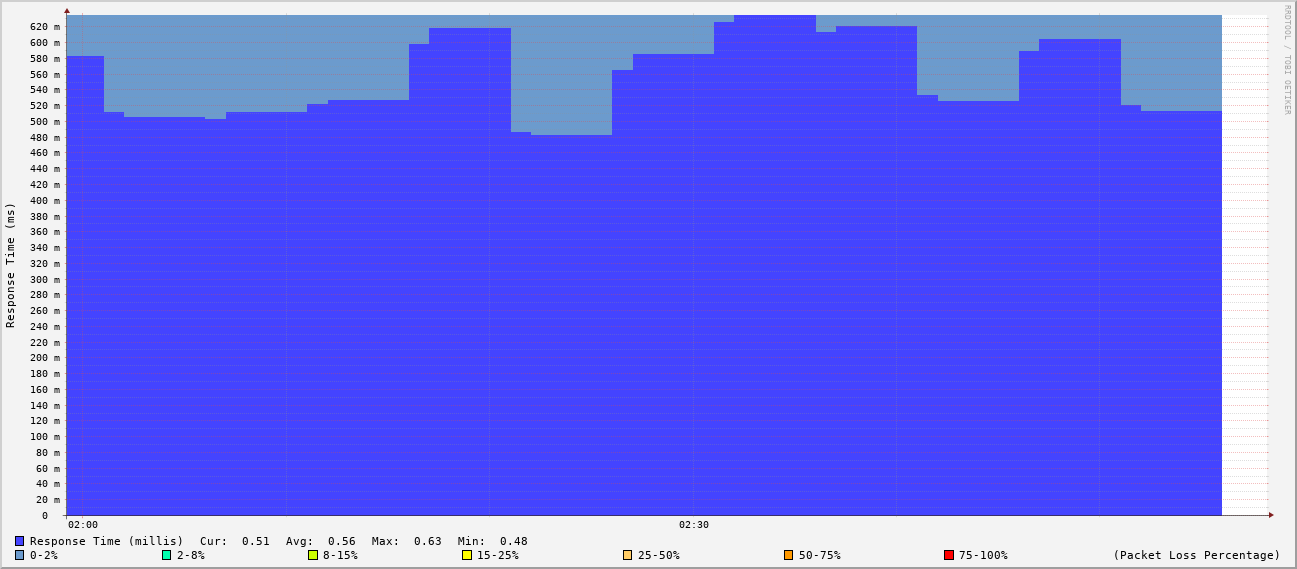 RRDTOOL / TOBI OETIKER
Response Time (ms)
620 m
600 m
580 m
560 m
540 m
520 m
500 m
480 m
460 m
440 m
420 m
400 m
380 m
360 m
340 m
320 m
300 m
280 m
260 m
240 m
220 m
200 m
180 m
160 m
140 m
120 m
100 m
80 m
60 m
40 m
20 m
0
02:00 02:30
Response Time (millis) Cur: 0.51 Avg: 0.56 Max: 0.63 Min: 0.48
0-2% 2-8% 8-15% 15-25% 25-50% 50-75% 75-100% (Packet Loss Percentage)